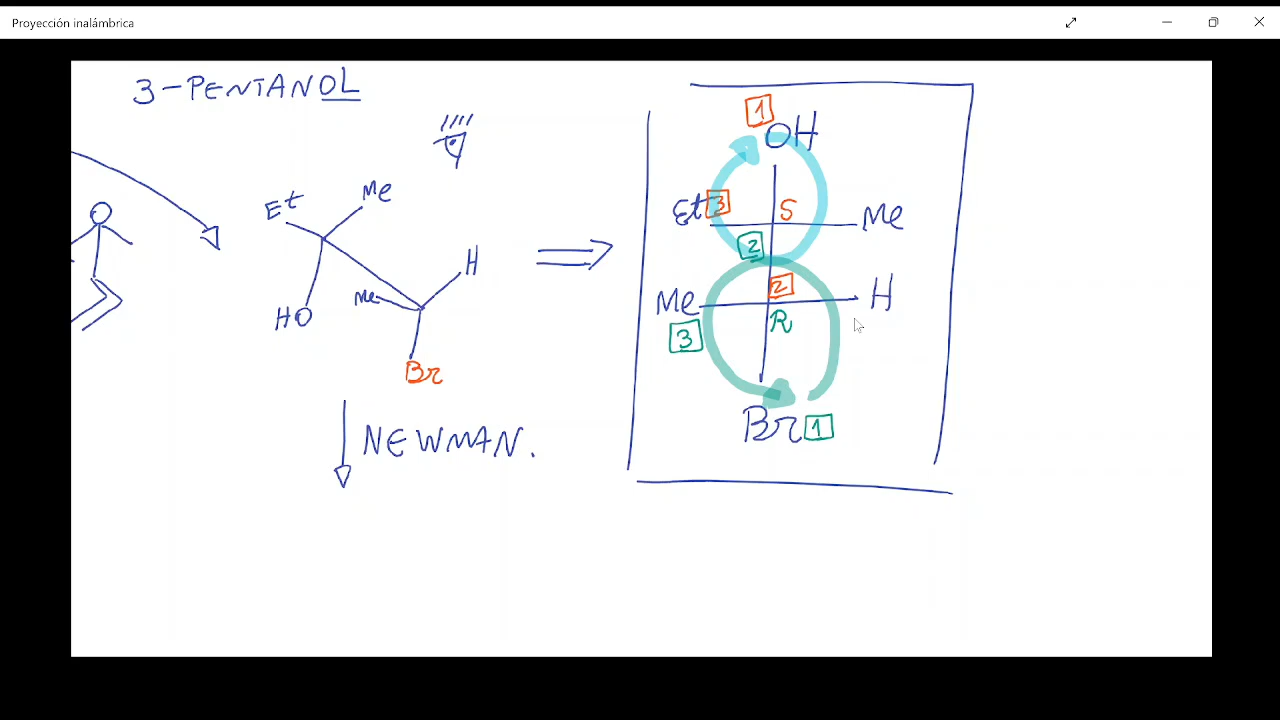 Proyección inalámbrica
3-PENTANOL
Et
Me
HO
Me
H
Br
NEWMAN.
1
OH
Et 3
S
Me
2
Me
2
H
3
R
Br 1